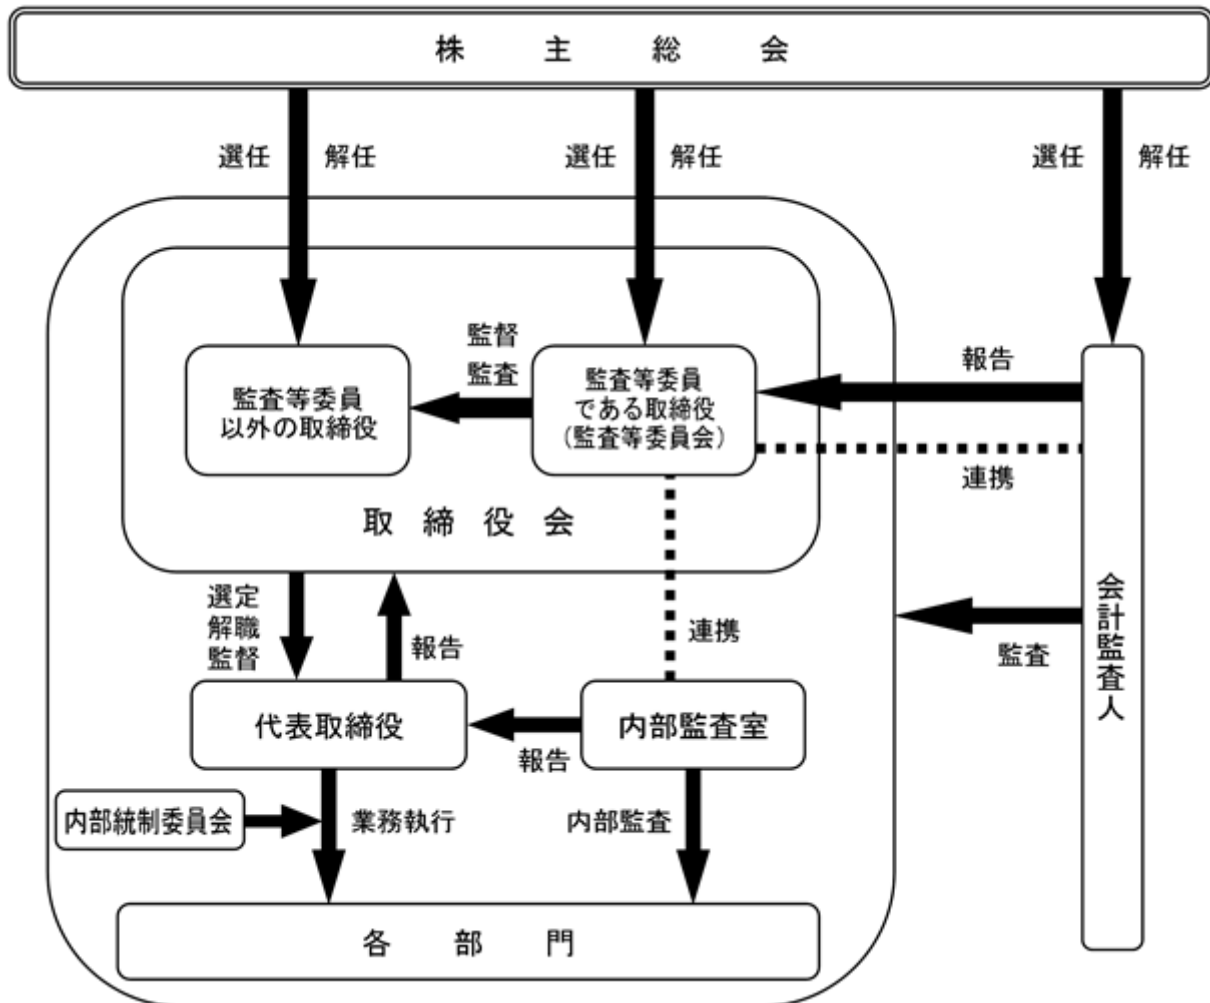 株主総会
選任 解任
選任 解任
選任 解任
監督
監査
監査等委員
以外の取締役
監査等委員
である取締役
（監査等委員会）
報告
連携
取締役会
選定
解職
監督
報告
連携
監査
会計監査人
代表取締役
内部監査室
報告
内部統制委員会
業務執行
内部監査
各部門